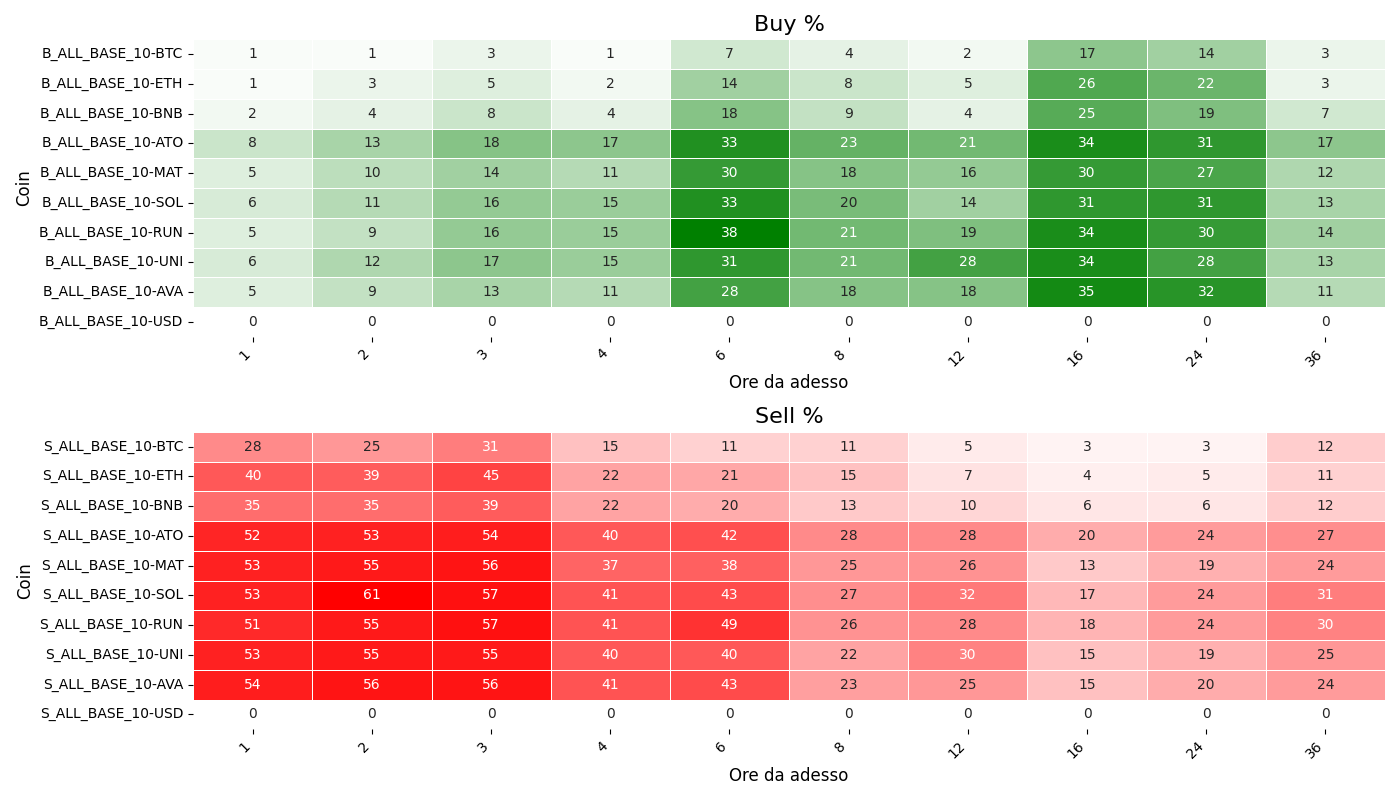 Buy %
Coin
B_ALL_BASE_10-BTC 1 1 3 1 7 4 2 17 14 3
B_ALL_BASE_10-ETH 1 3 5 2 14 8 5 26 22 3
B_ALL_BASE_10-BNB 2 4 8 4 18 9 4 25 19 7
B_ALL_BASE_10-ATO 8 13 18 17 33 23 21 34 31 17
B_ALL_BASE_10-MAT 5 10 14 11 30 18 16 30 27 12
B_ALL_BASE_10-SOL 6 11 16 15 33 20 14 31 31 13
B_ALL_BASE_10-RUN 5 9 16 15 38 21 19 34 30 14
B_ALL_BASE_10-UNI 6 12 17 15 31 21 28 34 28 13
B_ALL_BASE_10-AVA 5 9 13 11 28 18 18 35 32 11
B_ALL_BASE_10-USD 0 0 0 0 0 0 0 0 0 0
1 2 3 4 6 8 12 16 24 36
Ore da adesso
Sell %
Coin
S_ALL_BASE_10-BTC 28 25 31 15 11 11 5 3 3 12
S_ALL_BASE_10-ETH 40 39 45 22 21 15 7 4 5 11
S_ALL_BASE_10-BNB 35 35 39 22 20 13 10 6 6 12
S_ALL_BASE_10-ATO 52 53 54 40 42 28 28 20 24 27
S_ALL_BASE_10-MAT 53 55 56 37 38 25 26 13 19 24
S_ALL_BASE_10-SOL 53 61 57 41 43 27 32 17 24 31
S_ALL_BASE_10-RUN 51 55 57 41 49 26 28 18 24 30
S_ALL_BASE_10-UNI 53 55 55 40 40 22 30 15 19 25
S_ALL_BASE_10-AVA 54 56 56 41 43 23 25 15 20 24
S_ALL_BASE_10-USD 0 0 0 0 0 0 0 0 0 0
1 2 3 4 6 8 12 16 24 36
Ore da adesso